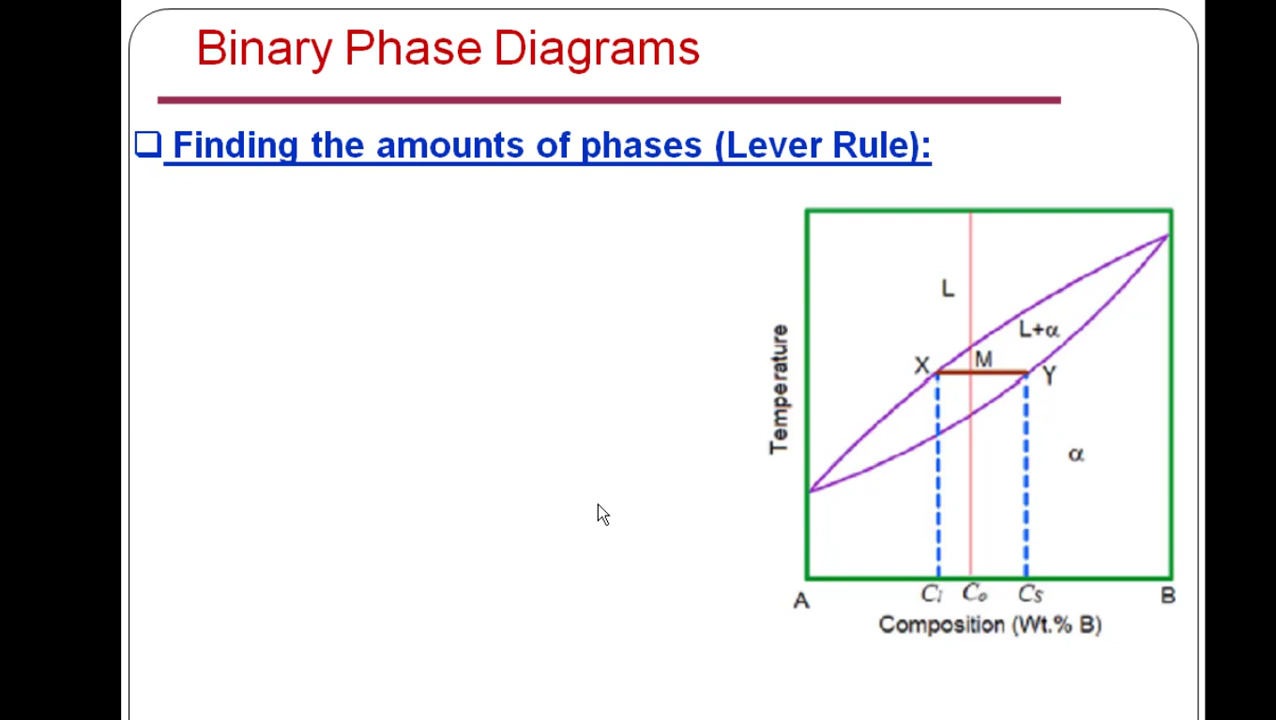 Binary Phase Diagrams
❑ Finding the amounts of phases (Lever Rule):
L
L+α
X
M
Y
Temperature
α
A
Cl Co Cs
B
Composition (Wt.% B)